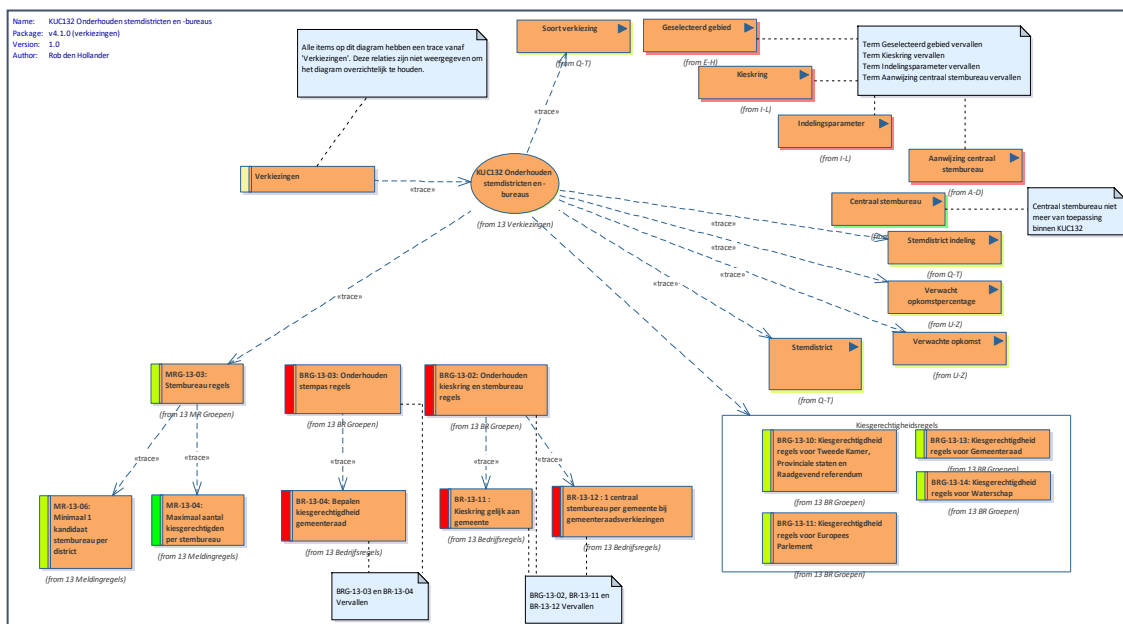 Name: KUC132 Onderhouden stemdistricten en -bureaus
Package: v4.1.0 (verkiezingen)
Version: 1.0
Author: Rob den Hollander
Alle items op dit diagram hebben een trace vanaf
'Verkiezingen'. Deze relaties zijn niet weergegeven om
het diagram overzichtelijk te houden.
Soort verkiezing
(from Q-T)
Geselecteerd gebied
(from E-H)
Kieskring
(from I-L)
Indelingsparameter
(from I-L)
Term Geselecteerd gebied vervallen
Term Kieskring vervallen
Term Indelingsparameter vervallen
Term Aanwijzing centraal stembureau vervallen
Aanwijzing centraal
stembureau
(from A-D)
«trace»
Verkiezingen
«trace»
KUC132 Onderhouden
stemdistricten en -
bureaus
(from 13 Verkiezingen)
Centraal stembureau
Centraal stembureau niet
meer van toepassing
binnen KUC132
«trace»
Stemdistrict indeling
(from Q-T)
«trace»
Verwacht
opkomstpercentage
(from U-Z)
«trace»
Verwachte opkomst
(from U-Z)
«trace»
Stemdistrict
(from Q-T)
«trace»
MRG-13-03:
Stembureau regels
(from 13 MR Groepen)
BRG-13-03: Onderhouden
stempas regels
(from 13 BR Groepen)
BRG-13-02: Onderhouden
kieskring en stembureau
regels
(from 13 BR Groepen)
«trace»
«trace»
«trace»
«trace»
«trace»
MR-13-06:
Minimaal 1
kandidaat
stembureau per
district
(from 13 Meldingregels)
MR-13-04:
Maximaal aantal
kiesgerechtigden
per stembureau
(from 13 Meldingregels)
BR-13-04: Bepalen
kiesgerechtigdheid
gemeenteraad
(from 13 Bedrijfsregels)
BR-13-11 :
Kieskring gelijk aan
gemeente
(from 13 Bedrijfsregels)
BR-13-12 : 1 centraal
stembureau per gemeente bij
gemeenteraadsverkiezingen
(from 13 Bedrijfsregels)
BRG-13-03 en BR-13-04
Vervallen
BRG-13-02, BR-13-11 en
BR-13-12 Vervallen
Kiesgerechtigheidsregels
BRG-13-10: Kiesgerechtigdheid
regels voor Tweede Kamer,
Provinciale staten en
Raadgevend referendum
(from 13 BR Groepen)
BRG-13-13: Kiesgerechtigdheid
regels voor Gemeenteraad
(from 13 BR Groepen)
BRG-13-14: Kiesgerechtigdheid
regels voor Waterschap
(from 13 BR Groepen)
BRG-13-11: Kiesgerechtigdheid
regels voor Europees
Parlement
(from 13 BR Groepen)